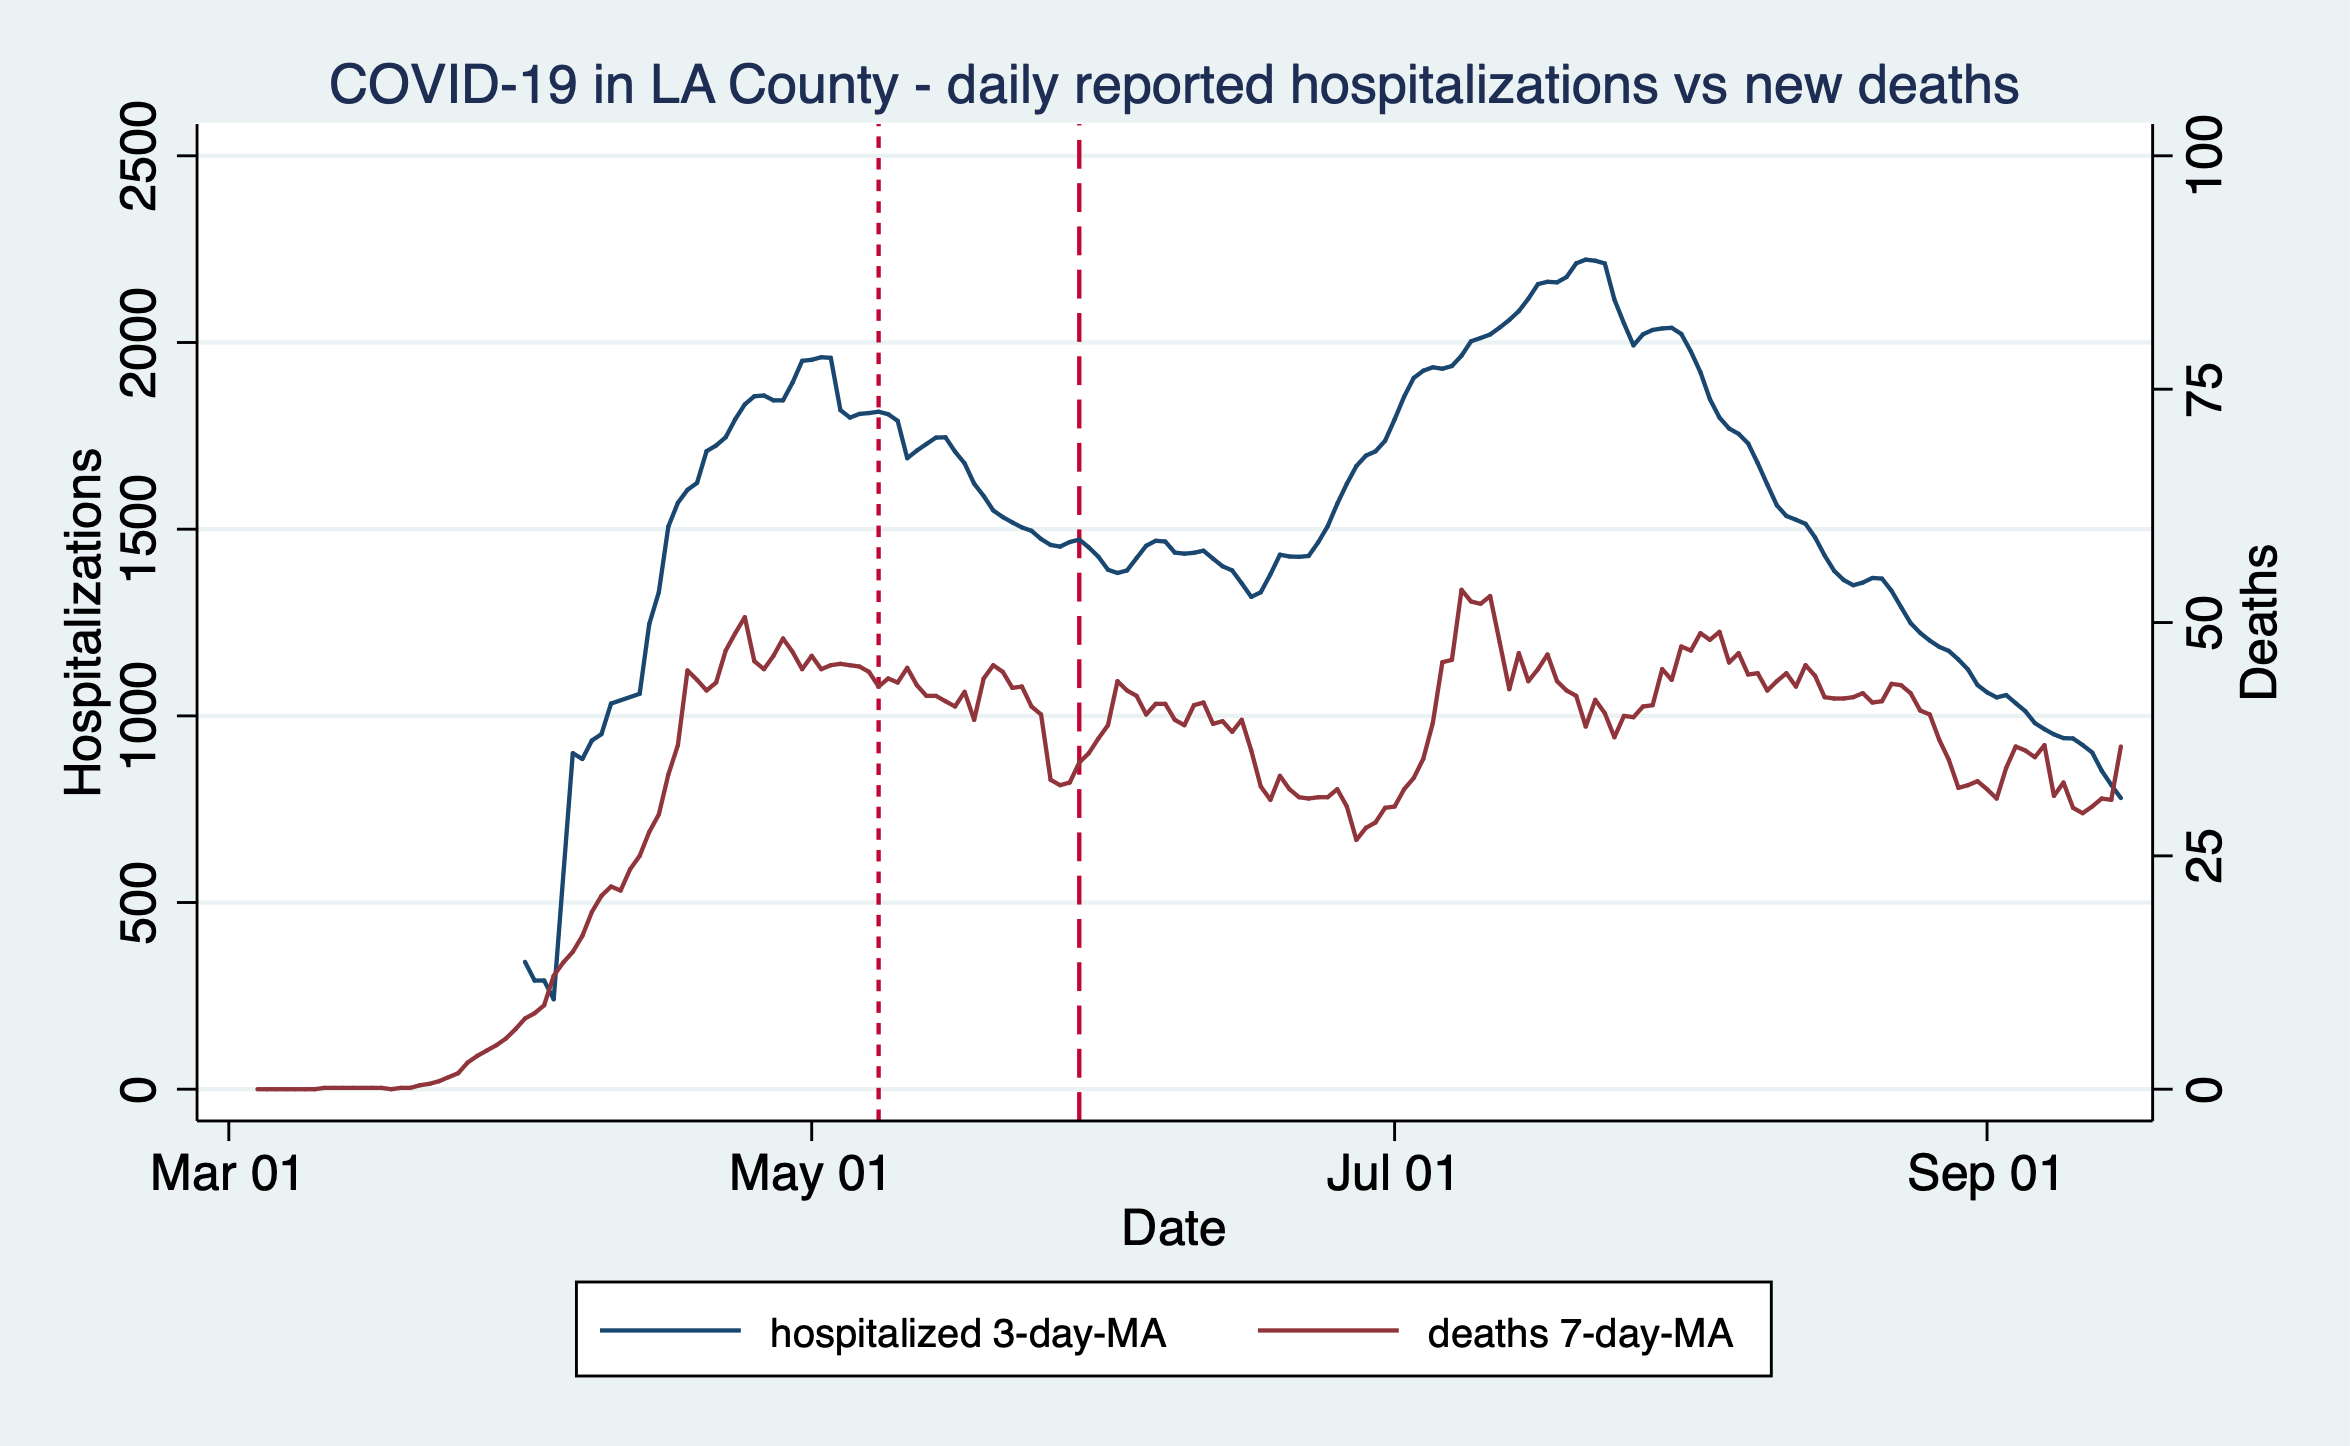 COVID-19 in LA County - daily reported hospitalizations vs new deaths
Hospitalizations
2500
2000
1500
1000
500
0
100
75
50
25
0
Deaths
Mar 01
May 01
Jul 01
Sep 01
Date
hospitalized 3-day-MA
deaths 7-day-MA